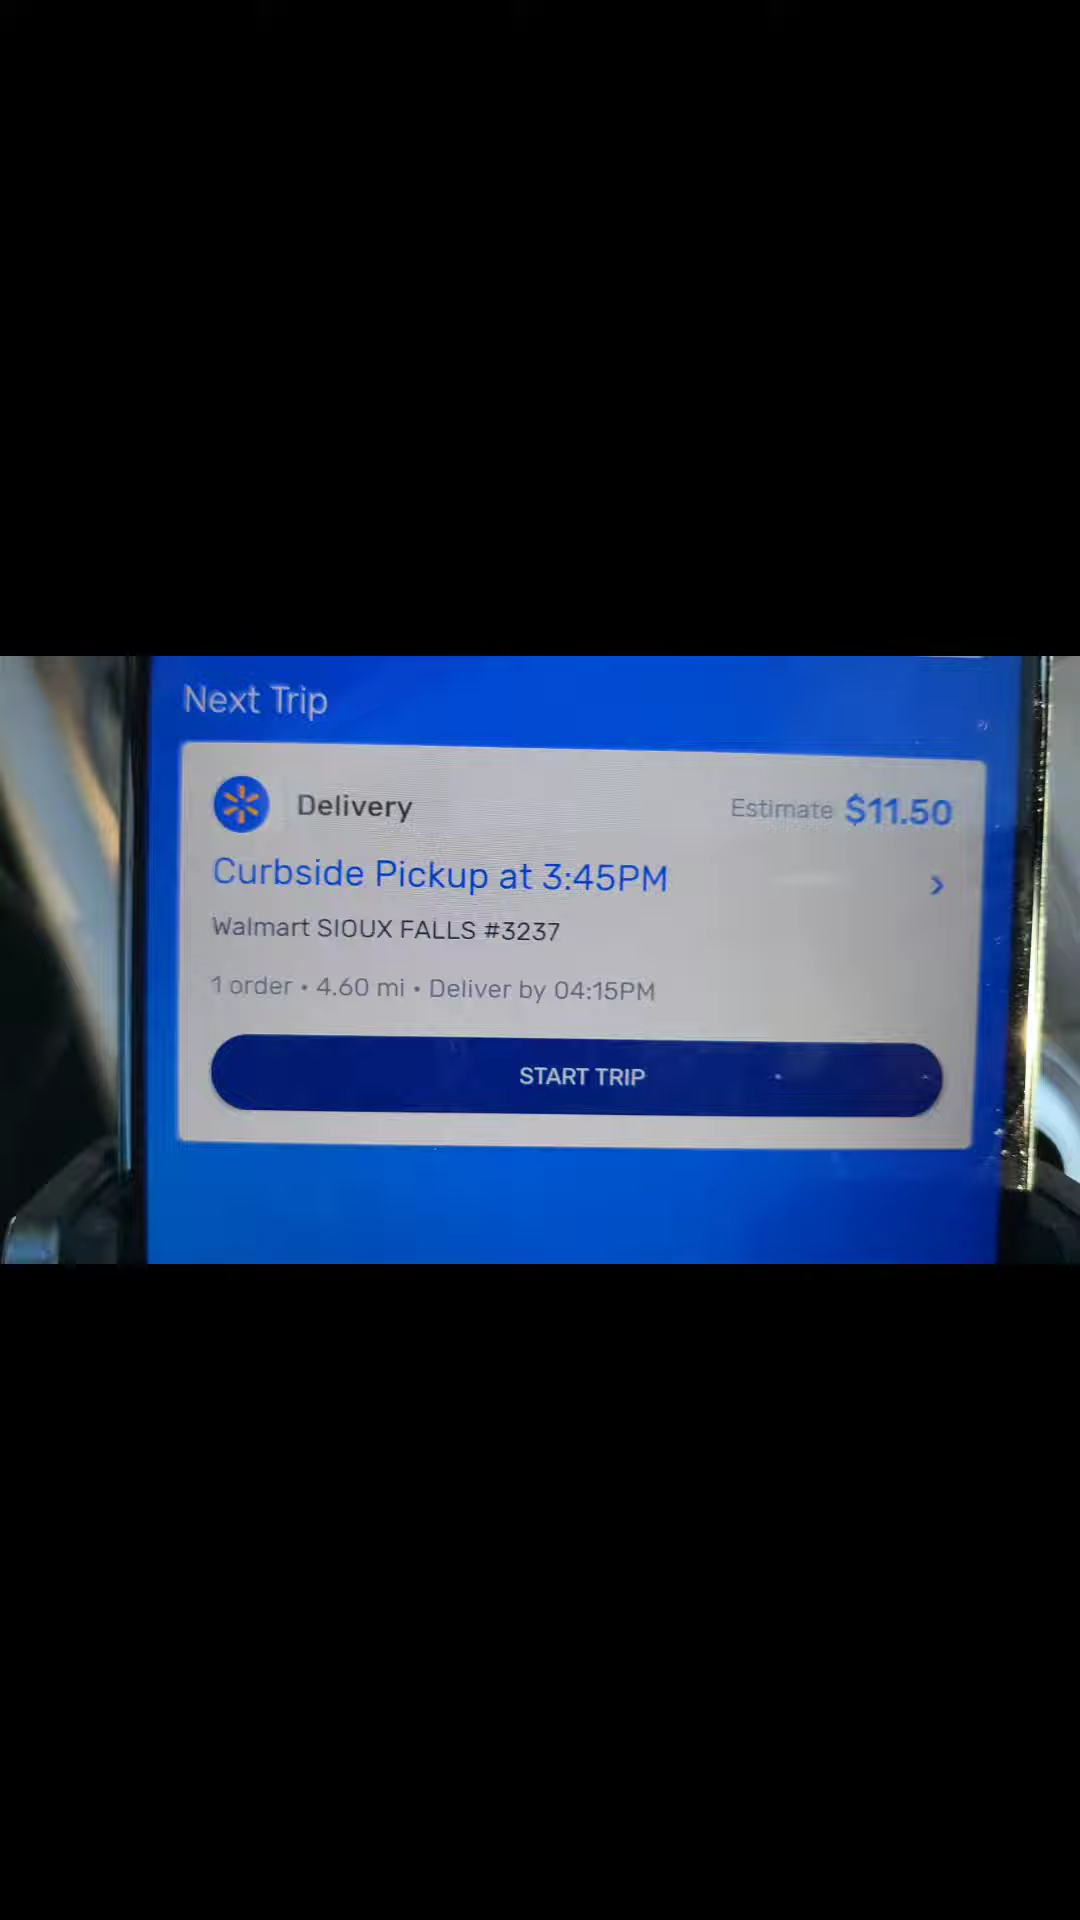 Next Trip
Delivery
Estimate $11.50
Curbside Pickup at 3:45PM
Walmart SIOUX FALLS #3237
1 order • 4.60 mi • Deliver by 04:15PM
START TRIP